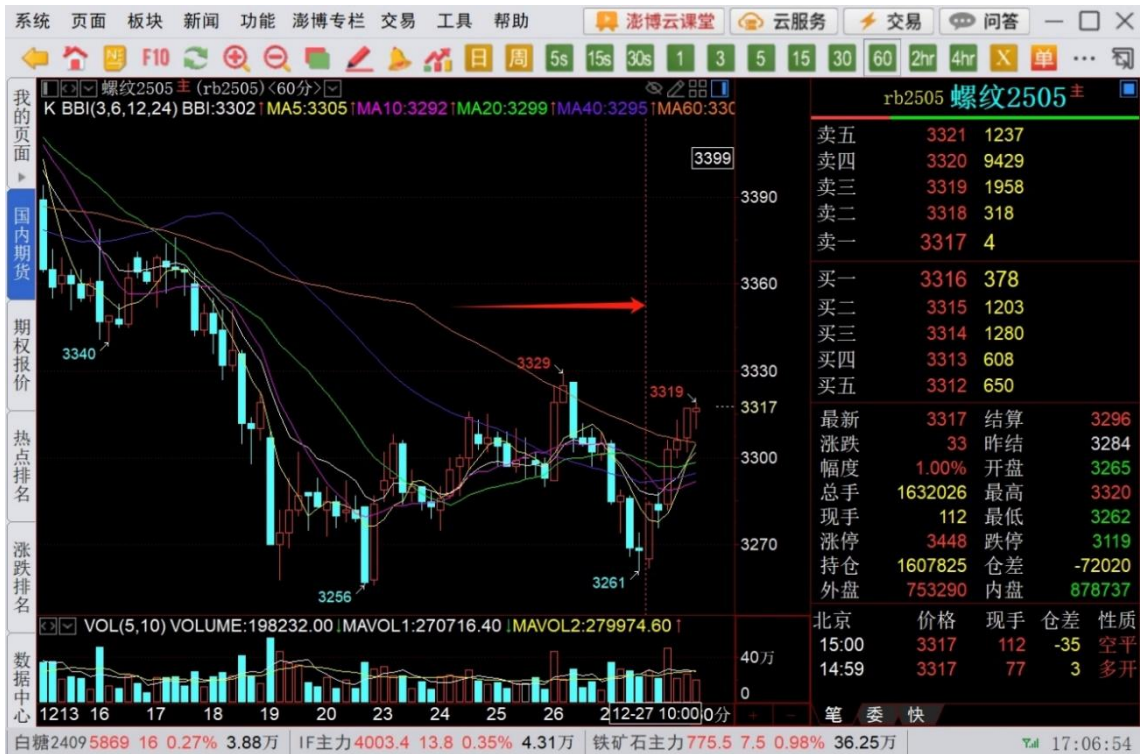 系统 页面 板块 新闻 功能 澎博专栏 交易 工具 帮助 澎博云课堂 云服务 交易 问答
F10 日 周 5s 15s 30s 1 3 5 15 30 60 2hr 4hr X 单
我的页面
国内期货
期权报价
热点排名
涨跌排名
数据中心
螺纹2505主 (rb2505)<60分>
K BBI(3,6,12,24) BBI:3302↑MA5:3305↑MA10:3292↑MA20:3299↑MA40:3295↑MA60:330
3399
3390
3360
3330
3317
3300
3270
3340
3329
3319
3256
3261
VOL(5,10) VOLUME:198232.00↓MAVOL1:270716.40↓MAVOL2:279974.60↑
40万
0
1213 16 17 18 19 20 23 24 25 26 2 12-27 10:00 0分
rb2505 螺纹2505主
卖五 3321 1237
卖四 3320 9429
卖三 3319 1958
卖二 3318 318
卖一 3317 4
买一 3316 378
买二 3315 1203
买三 3314 1280
买四 3313 608
买五 3312 650
最新 3317 结算 3296
涨跌 33 昨结 3284
幅度 1.00% 开盘 3265
总手 1632026 最高 3320
现手 112 最低 3262
涨停 3448 跌停 3119
持仓 1607825 仓差 -72020
外盘 753290 内盘 878737
北京 价格 现手 仓差 性质
15:00 3317 112 -35 空平
14:59 3317 77 3 多开
笔 委 快
白糖2409 5869 16 0.27% 3.88万 IF主力 4003.4 13.8 0.35% 4.31万 铁矿石主力 775.5 7.5 0.98% 36.25万 17:06:54